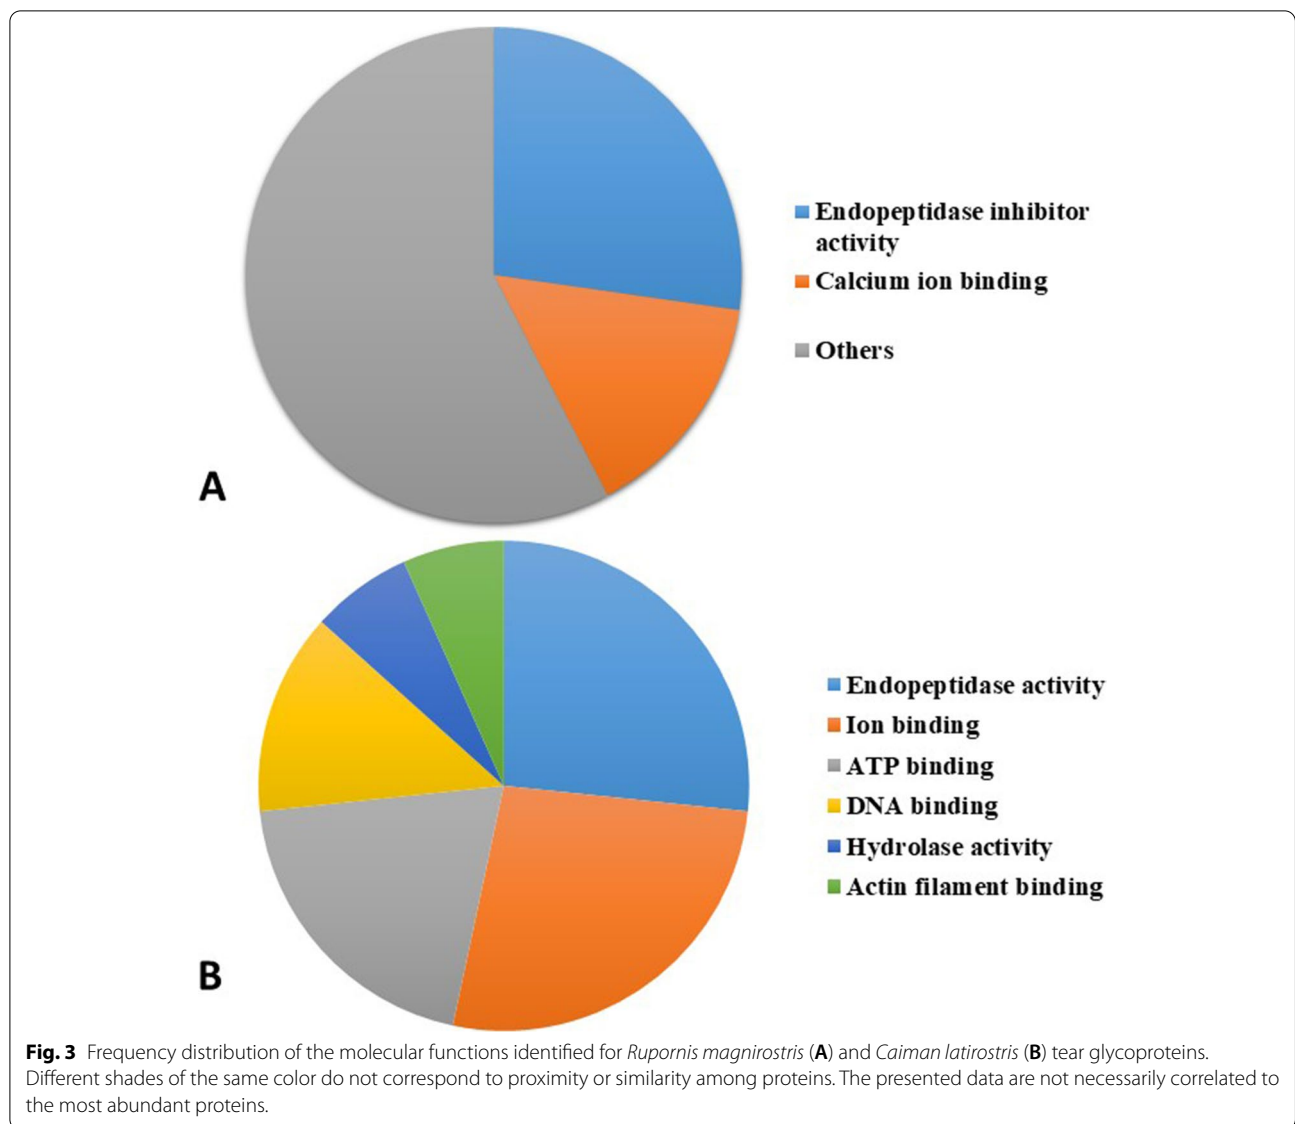 Endopeptidase inhibitor
activity
Calcium ion binding
Others
A
Endopeptidase activity
Ion binding
ATP binding
DNA binding
Hydrolase activity
Actin filament binding
B
Fig. 3 Frequency distribution of the molecular functions identified for Rupornis magnirostris (A) and Caiman latirostris (B) tear glycoproteins.
Different shades of the same color do not correspond to proximity or similarity among proteins. The presented data are not necessarily correlated to
the most abundant proteins.